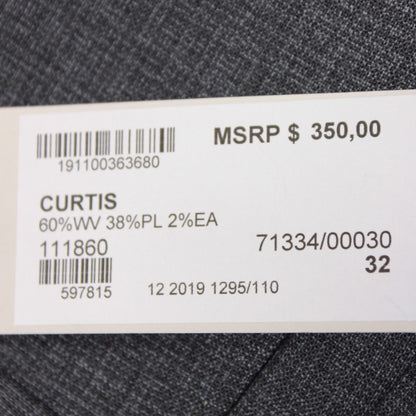 MSRP $ 350,00
191100363680
CURTIS
60%WV 38%PL 2%EA
111860
71334/00030
32
597815
12 2019 1295/110